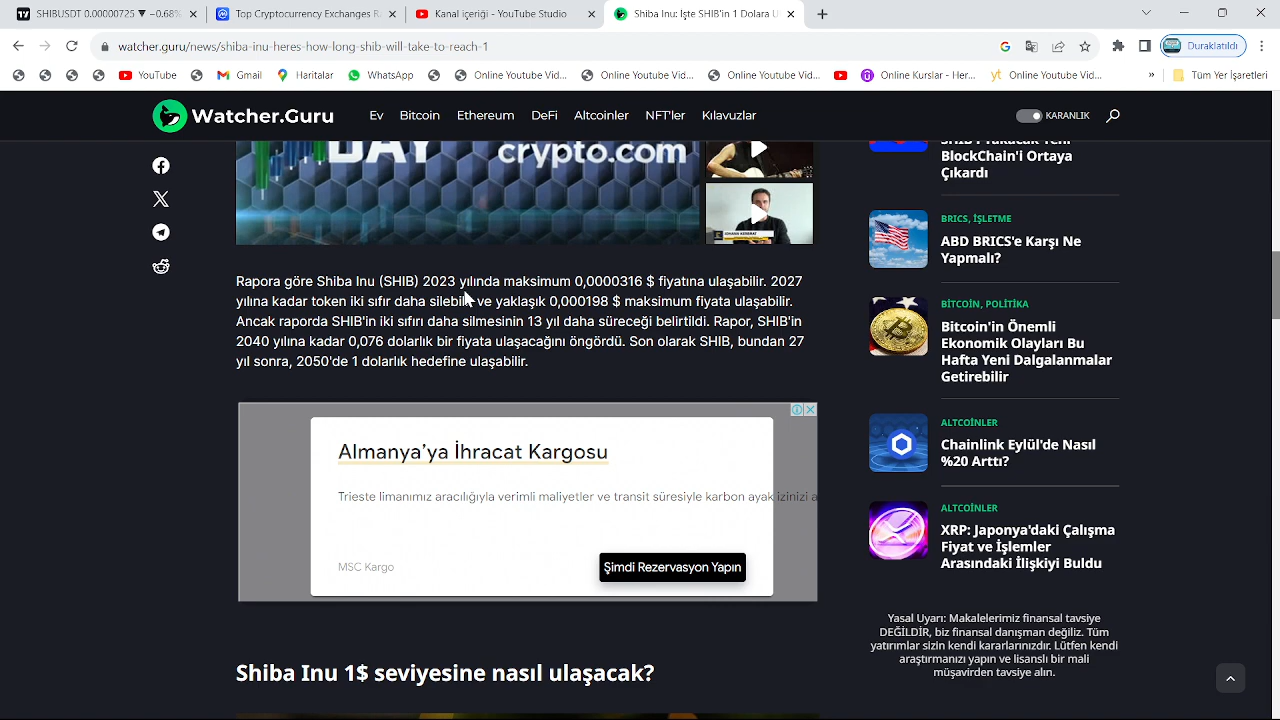 SHIBUSDT 0.00000725 ▼ −0.68%
Top Cryptocurrency Exchanges Ra
Kanal içeriği - YouTube Studio
Shiba Inu: İşte SHIB'in 1 Dolara U
watcher.guru/news/shiba-inu-heres-how-long-shib-will-take-to-reach-1
Duraklatıldı
YouTube
Gmail
Haritalar
WhatsApp
Online Youtube Vid...
Online Youtube Vid...
Online Youtube Vid...
Online Kurslar - Her...
yt Online Youtube Vid...
»
Tüm Yer İşaretleri
Watcher.Guru
Ev
Bitcoin
Ethereum
DeFi
Altcoinler
NFT'ler
Kılavuzlar
KARANLIK
DAY
crypto.com
BlockChain'i Ortaya
Çıkardı
BRICS, İŞLETME
ABD BRICS'e Karşı Ne
Yapmalı?
Rapora göre Shiba Inu (SHIB) 2023 yılında maksimum 0,0000316 $ fiyatına ulaşabilir. 2027
yılına kadar token iki sıfır daha silebilir ve yaklaşık 0,000198 $ maksimum fiyata ulaşabilir.
Ancak raporda SHIB'in iki sıfırı daha silmesinin 13 yıl daha süreceği belirtildi. Rapor, SHIB'in
2040 yılına kadar 0,076 dolarlık bir fiyata ulaşacağını öngördü. Son olarak SHIB, bundan 27
yıl sonra, 2050'de 1 dolarlık hedefine ulaşabilir.
BİTCOİN, POLİTİKA
Bitcoin'in Önemli
Ekonomik Olayları Bu
Hafta Yeni Dalgalanmalar
Getirebilir
Almanya'ya İhracat Kargosu
Trieste limanımız aracılığıyla verimli maliyetler ve transit süresiyle karbon ayak izinizi a
MSC Kargo
Şimdi Rezervasyon Yapın
ALTCOİNLER
Chainlink Eylül'de Nasıl
%20 Arttı?
ALTCOİNLER
XRP: Japonya'daki Çalışma
Fiyat ve İşlemler
Arasındaki İlişkiyi Buldu
Yasal Uyarı: Makalelerimiz finansal tavsiye
DEĞİLDİR, biz finansal danışman değiliz. Tüm
yatırımlar sizin kendi kararlarınızdır. Lütfen kendi
araştırmanızı yapın ve lisanslı bir mali
müşavirden tavsiye alın.
Shiba Inu 1$ seviyesine nasıl ulaşacak?